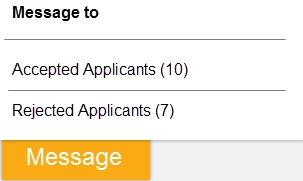 Message to
Accepted Applicants (10)
Rejected Applicants (7)
Message